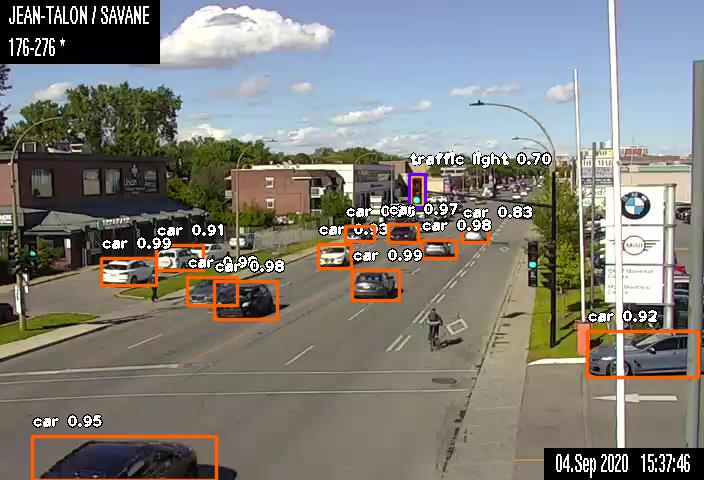 JEAN-TALON / SAVANE
176-276 *
traffic light 0.70
car 0.97
car 0.83
car 0.91
car 0.98
car 0.99
car 0.99
car 0.98
car 0.92
BMW
MINI
car 0.95
04.Sep 2020 15:37:46